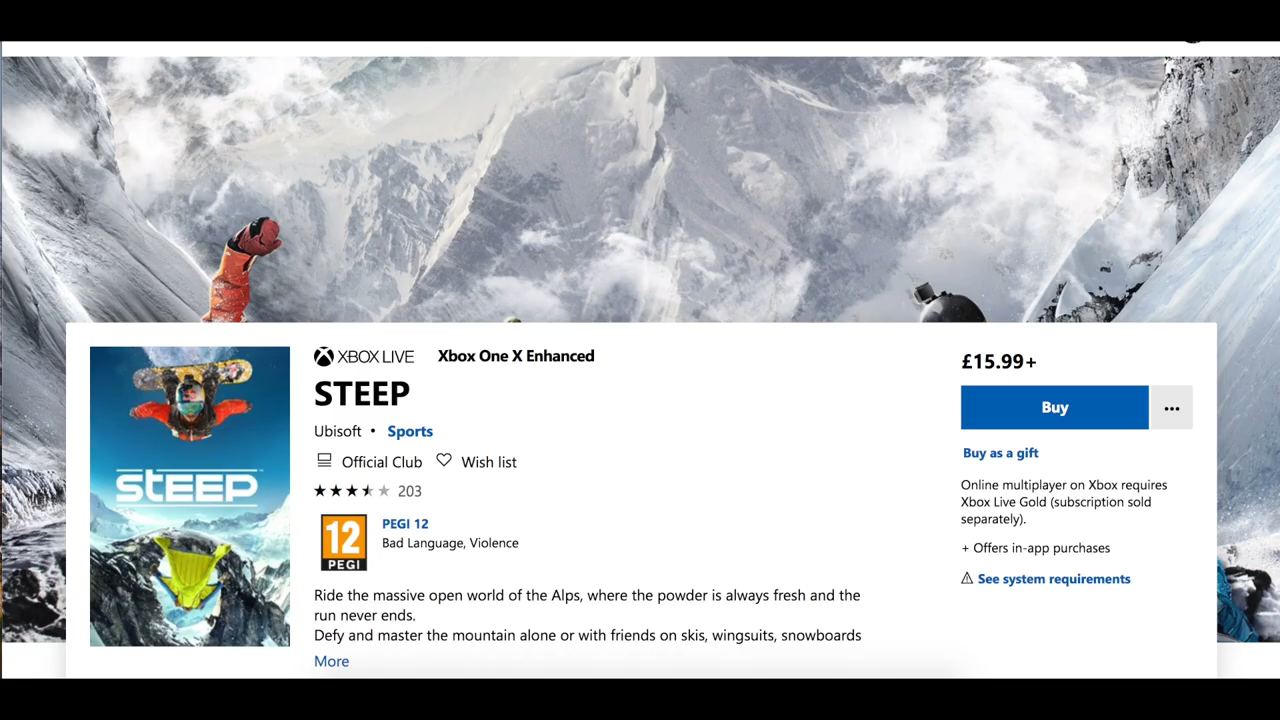 XBOX LIVE Xbox One X Enhanced
STEEP
Ubisoft • Sports
Official Club Wish list
203
12
PEGI
PEGI 12
Bad Language, Violence
Ride the massive open world of the Alps, where the powder is always fresh and the
run never ends.
Defy and master the mountain alone or with friends on skis, wingsuits, snowboards
More
£15.99+
Buy
...
Buy as a gift
Online multiplayer on Xbox requires
Xbox Live Gold (subscription sold
separately).
+ Offers in-app purchases
See system requirements
steep